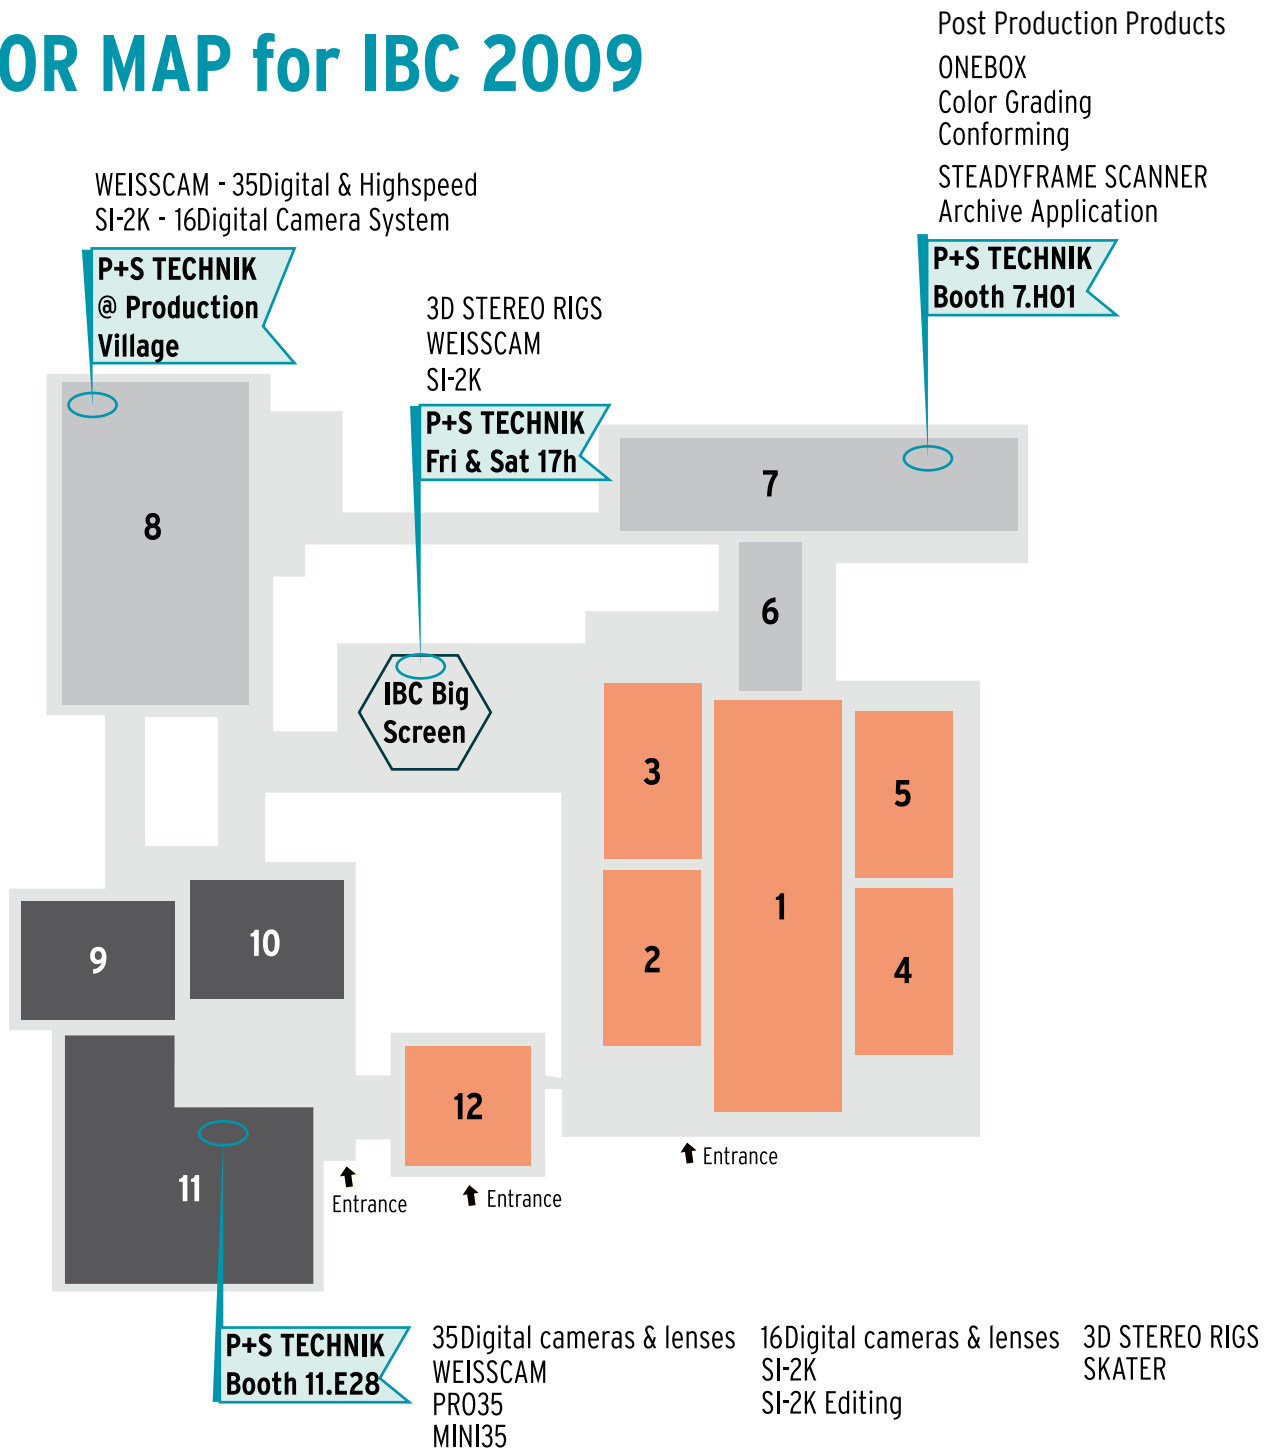 OR MAP for IBC 2009
Post Production Products
ONEBOX
Color Grading
Conforming
STEADYFRAME SCANNER
Archive Application
P+S TECHNIK
Booth 7.H01
WEISSCAM - 35Digital & Highspeed
SI-2K - 16Digital Camera System
P+S TECHNIK
@ Production
Village
3D STEREO RIGS
WEISSCAM
SI-2K
P+S TECHNIK
Fri & Sat 17h
7
8
6
IBC Big
Screen
3
5
1
2
4
10
9
12
11
Entrance
Entrance
Entrance
P+S TECHNIK
Booth 11.E28
35Digital cameras & lenses
WEISSCAM
PRO35
MINI35
16Digital cameras & lenses
SI-2K
SI-2K Editing
3D STEREO RIGS
SKATER